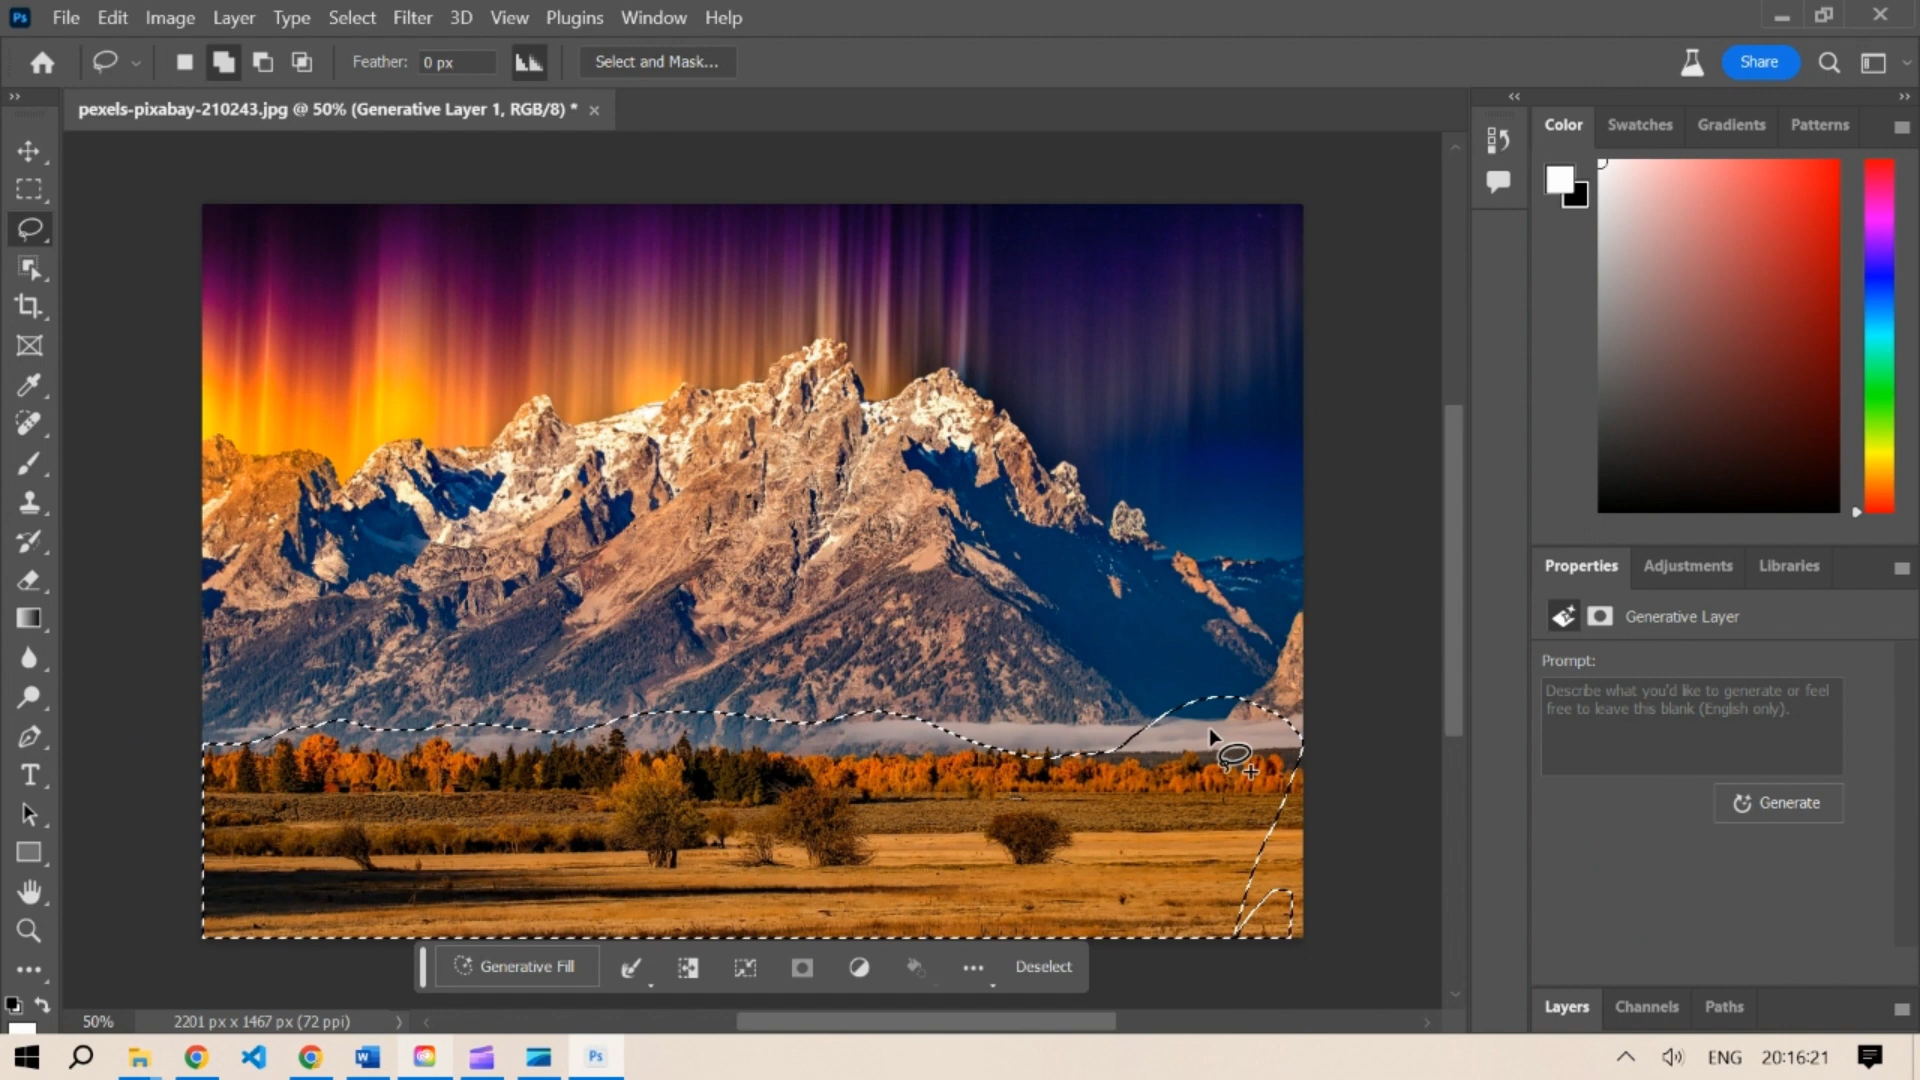 Ps File Edit Image Layer Type Select Filter 3D View Plugins Window Help
Feather: 0 px Select and Mask... Share
pexels-pixabay-210243.jpg @ 50% (Generative Layer 1, RGB/8) * ×
Color Swatches Gradients Patterns
Properties Adjustments Libraries
Generative Layer
Prompt:
Describe what you'd like to generate or feel
free to leave this blank (English only).
Generate
Generative Fill Deselect
Layers Channels Paths
50% 2201 px x 1467 px (72 ppi)
W Ps ENG 20:16:21